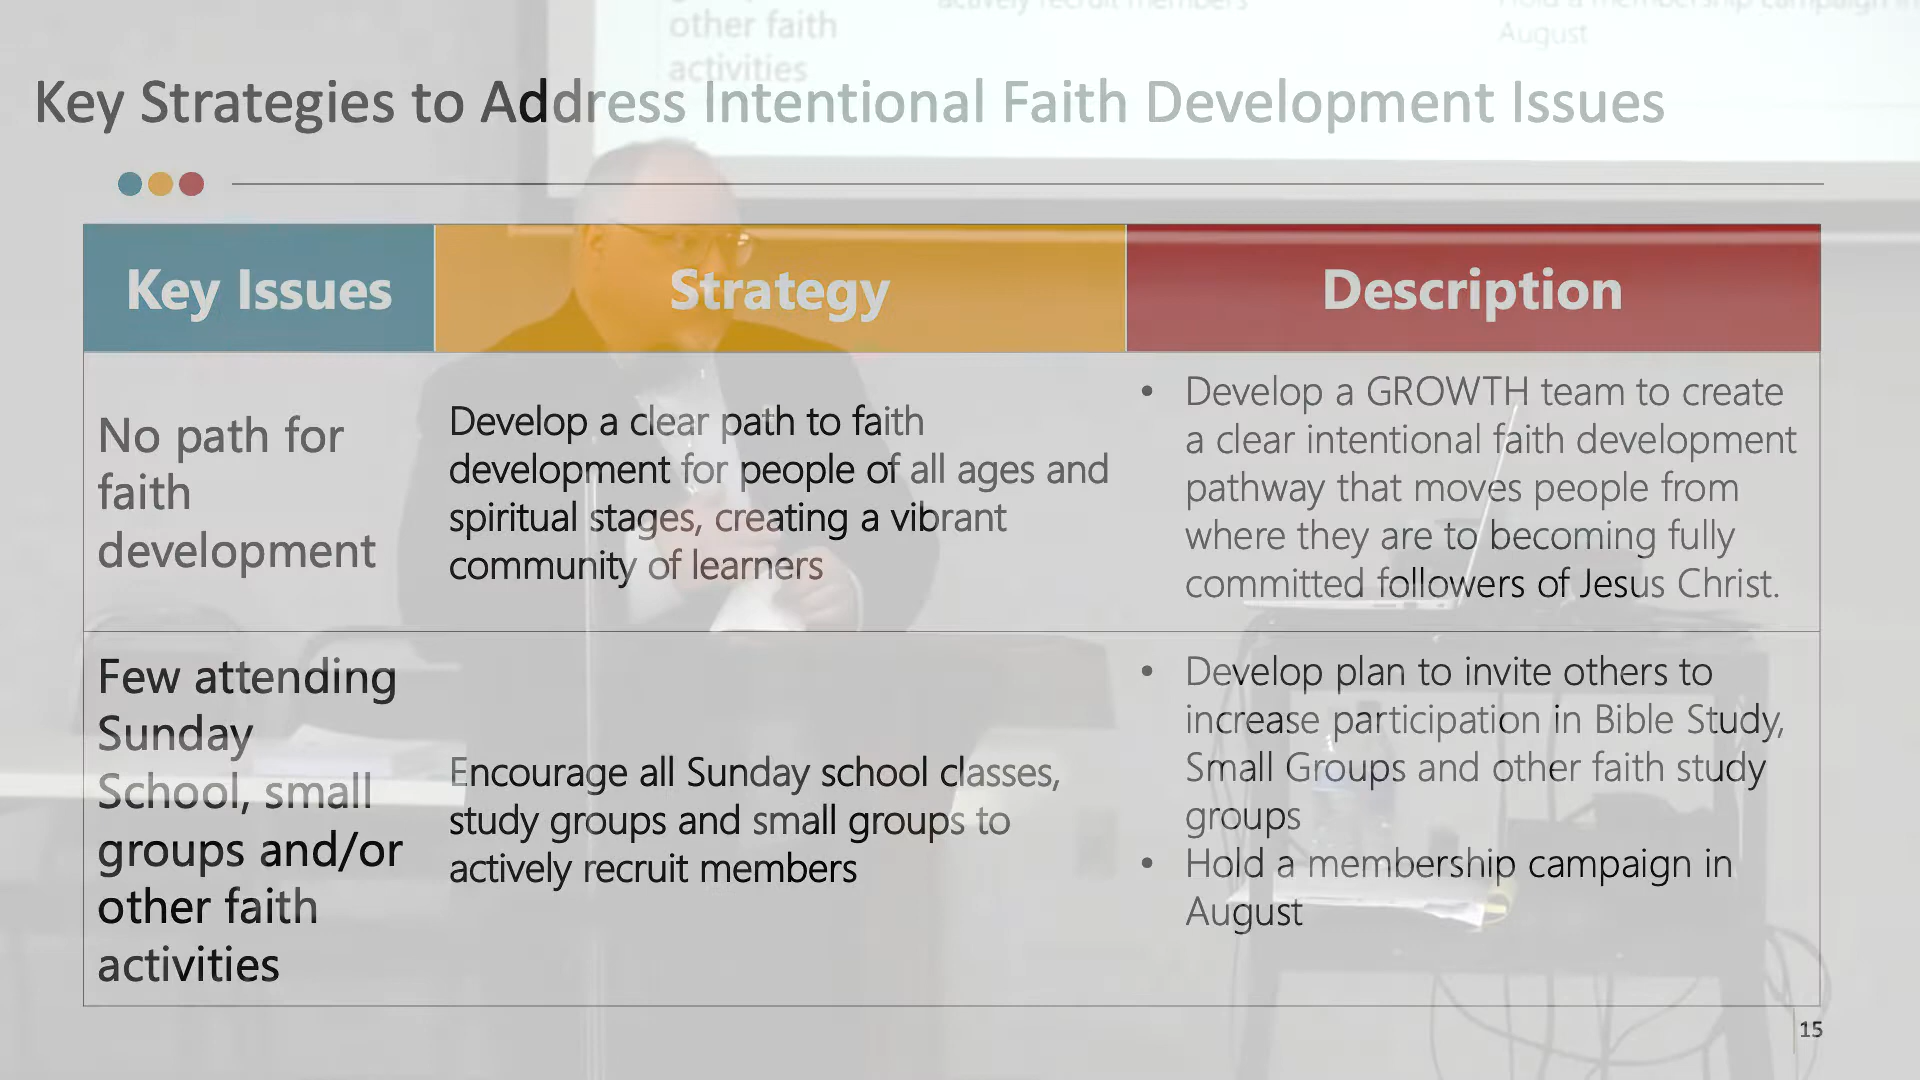 actively recruit members
other faith
August
activities
Key Strategies to Address Intentional Faith Development Issues
Key Issues
Strategy
Description
No path for
faith
development
Develop a clear path to faith
development for people of all ages and
spiritual stages, creating a vibrant
community of learners
• Develop a GROWTH team to create
a clear intentional faith development
pathway that moves people from
where they are to becoming fully
committed followers of Jesus Christ.
Few attending
Sunday
School, small
groups and/or
other faith
activities
Encourage all Sunday school classes,
study groups and small groups to
actively recruit members
• Develop plan to invite others to
increase participation in Bible Study,
Small Groups and other faith study
groups
• Hold a membership campaign in
August
15